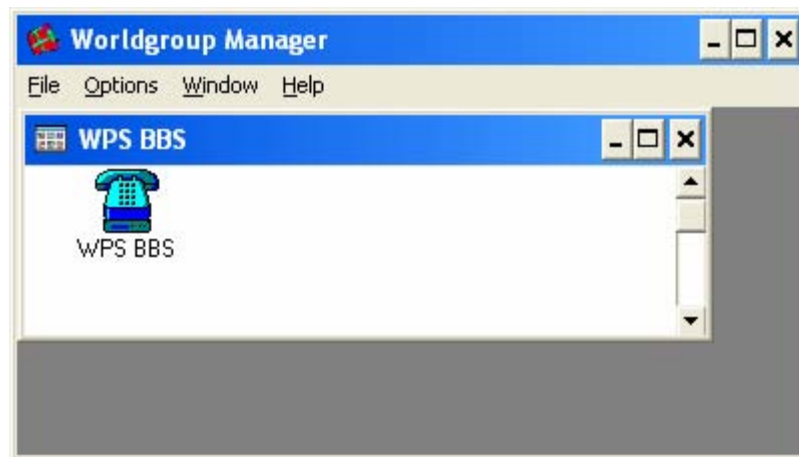 Worldgroup Manager
File Options Window Help
WPS BBS
WPS BBS